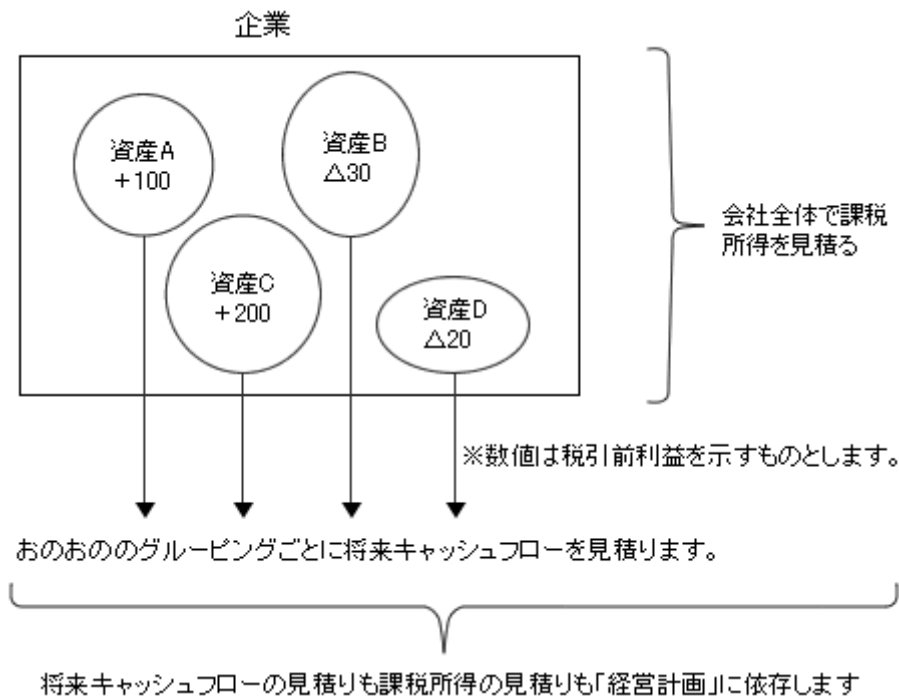 企業
資産A
+100
資産B
△30
資産C
+200
資産D
△20
会社全体で課税
所得を見積る
※数値は税引前利益を示すものとします。
おのおののグルーピングごとに将来キャッシュフローを見積ります。
将来キャッシュフローの見積りも課税所得の見積りも「経営計画」に依存します